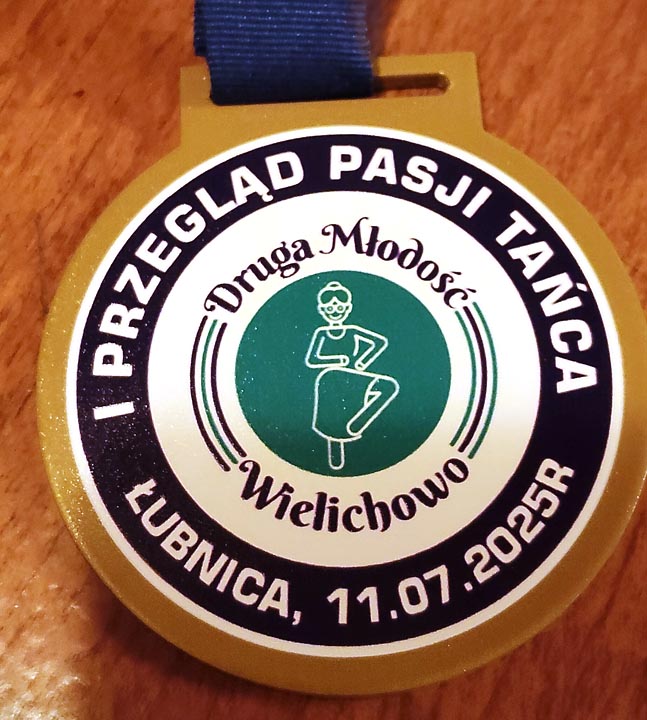 I PRZEGLĄD PASJI TAŃCA
Druga Młodość
Wielichowo
ŁUBNICA, 11.07.2025R